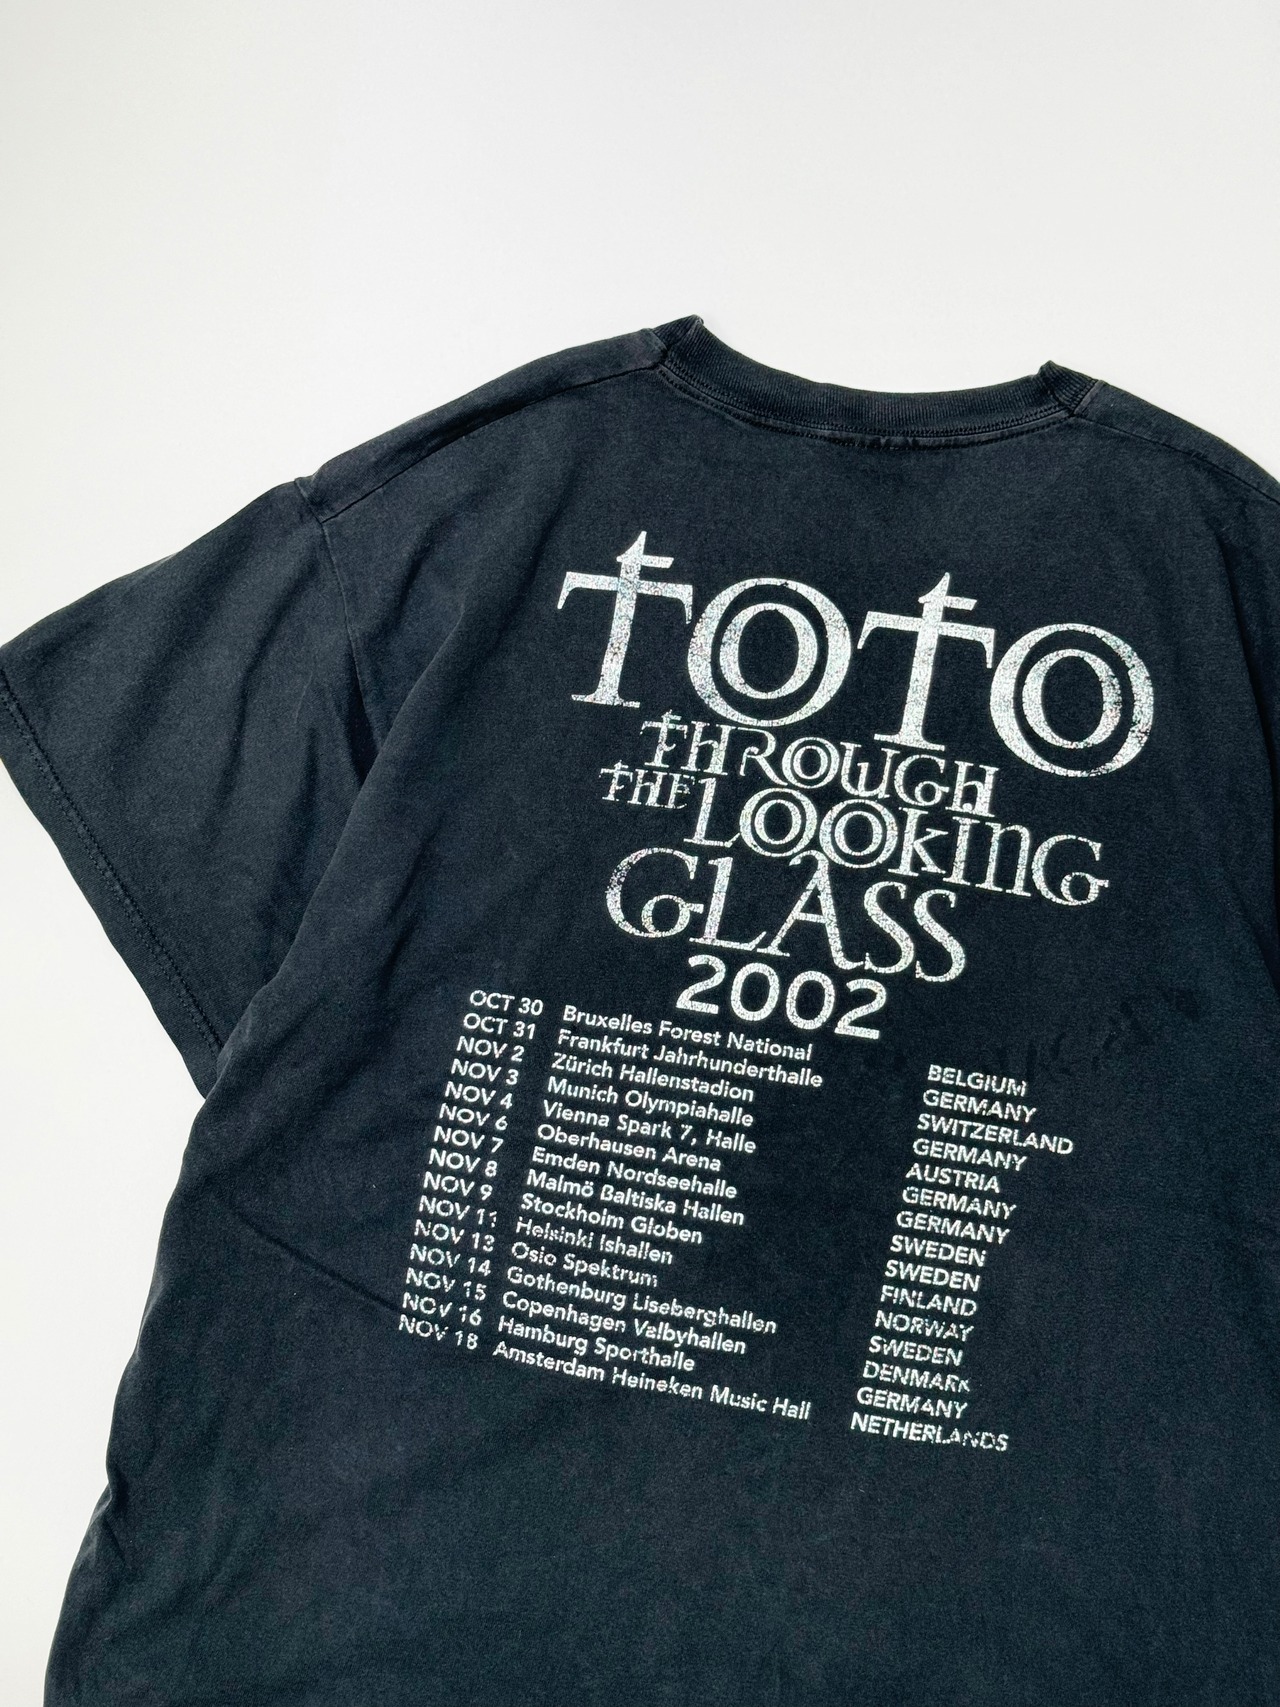 TOTO
THROUGH
THE LOOKING
GLASS
2002
OCT 30 Bruxelles Forest National BELGIUM
OCT 31 Frankfurt Jahrhunderthalle GERMANY
NOV 2 Zürich Hallenstadion SWITZERLAND
NOV 3 Munich Olympiahalle GERMANY
NOV 4 Vienna Spark 7, Halle AUSTRIA
NOV 6 Oberhausen Arena GERMANY
NOV 7 Emden Nordseehalle GERMANY
NOV 8 Malmö Baltiska Hallen SWEDEN
NOV 9 Stockholm Globen SWEDEN
NOV 11 Helsinki Ishallen FINLAND
NOV 13 Oslo Spektrum NORWAY
NOV 14 Gothenburg Liseberghallen SWEDEN
NOV 15 Copenhagen Valbyhallen DENMARK
NOV 16 Hamburg Sporthalle GERMANY
NOV 18 Amsterdam Heineken Music Hall NETHERLANDS